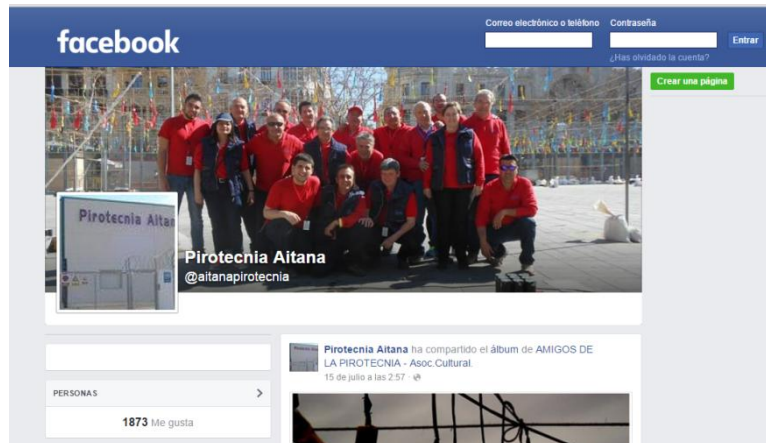 facebook
Correo electrónico o teléfono
Contraseña
Entrar
¿Has olvidado la cuenta?
Crear una página
Pirotecnia Aitan
Pirotecnia Aitana
@aitanapirotecnia
Pirotecnia Aitana ha compartido el álbum de AMIGOS DE
LA PIROTECNIA - Asoc.Cultural.
15 de julio a las 2:57 ·
PERSONAS
1873 Me gusta